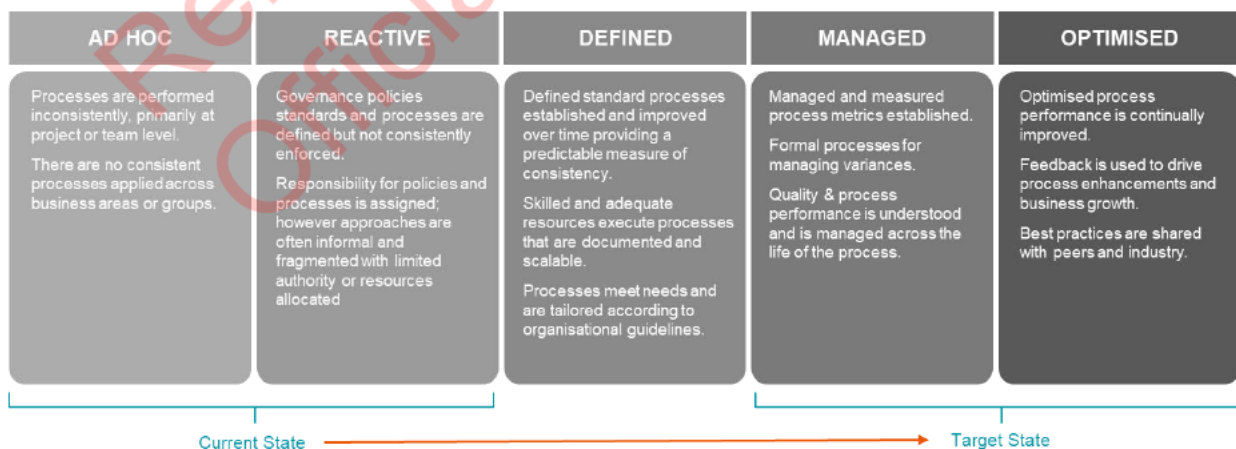 AD HOC
REACTIVE
DEFINED
MANAGED
OPTIMISED
Processes are performed
inconsistently, primarily at
project or team level.
There are no consistent
processes applied across
business areas or groups.
Governance policies
standards and processes are
defined but not consistently
enforced.
Responsibility for policies and
processes is assigned;
however approaches are
often informal and
fragmented with limited
authority or resources
allocated
Defined standard processes
established and improved
over time providing a
predictable measure of
consistency.
Skilled and adequate
resources execute processes
that are documented and
scalable.
Processes meet needs and
are tailored according to
organisational guidelines.
Managed and measured
process metrics established.
Formal processes for
managing variances.
Quality & process
performance is understood
and is managed across the
life of the process.
Optimised process
performance is continually
improved.
Feedback is used to drive
process enhancements and
business growth.
Best practices are shared
with peers and industry.
Current State
Target State